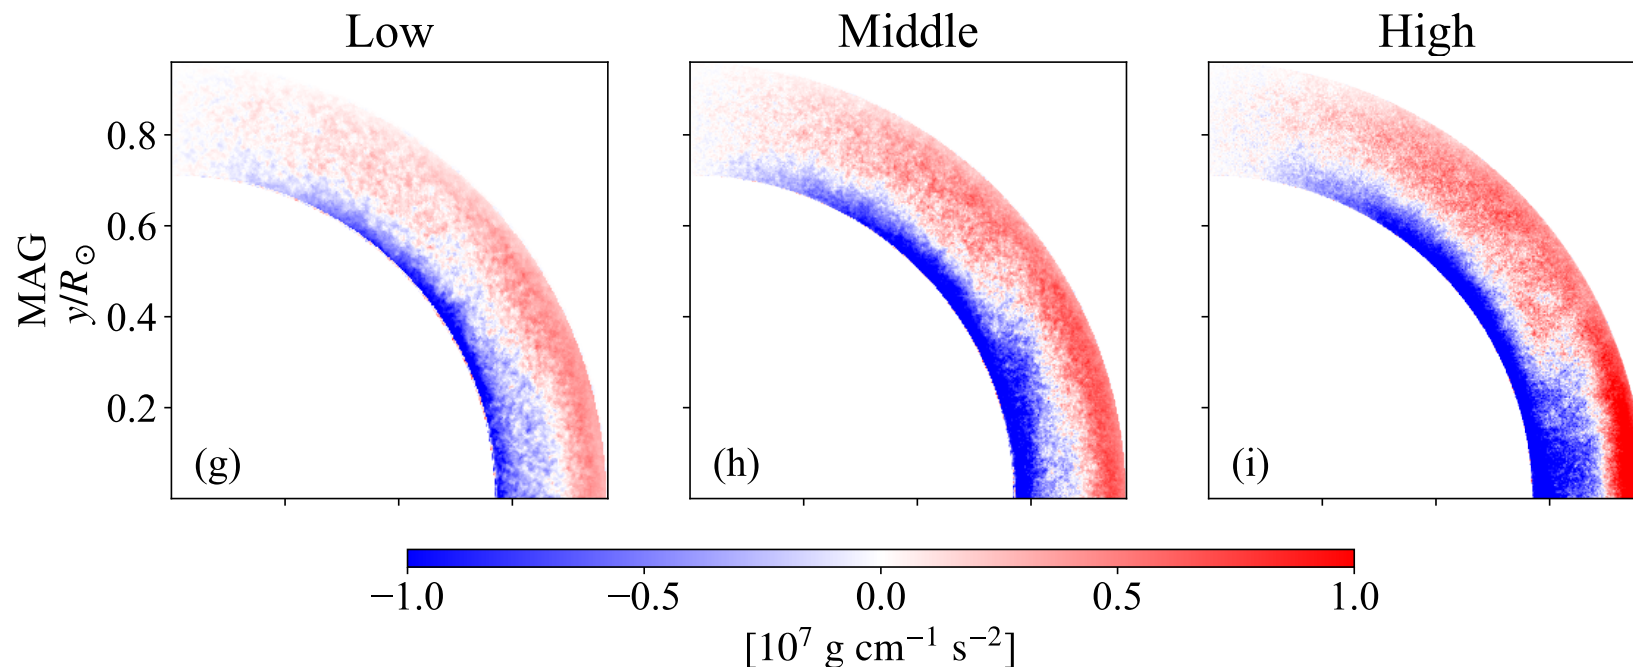 Low Middle High
MAG
y/R⊙
0.8
0.6
0.4
0.2
(g) (h) (i)
−1.0 −0.5 0.0 0.5 1.0
[10⁷ g cm⁻¹ s⁻²]